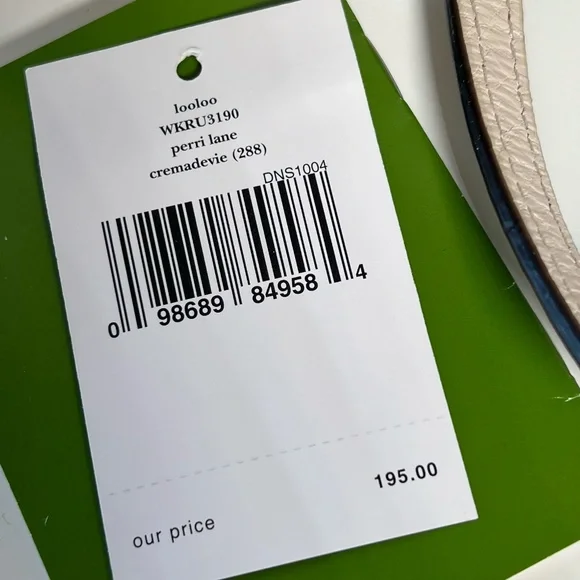 looloo
WKRU3190
perri lane
cremadevie (288)
DNS1004
0 98689 84958 4
195.00
our price